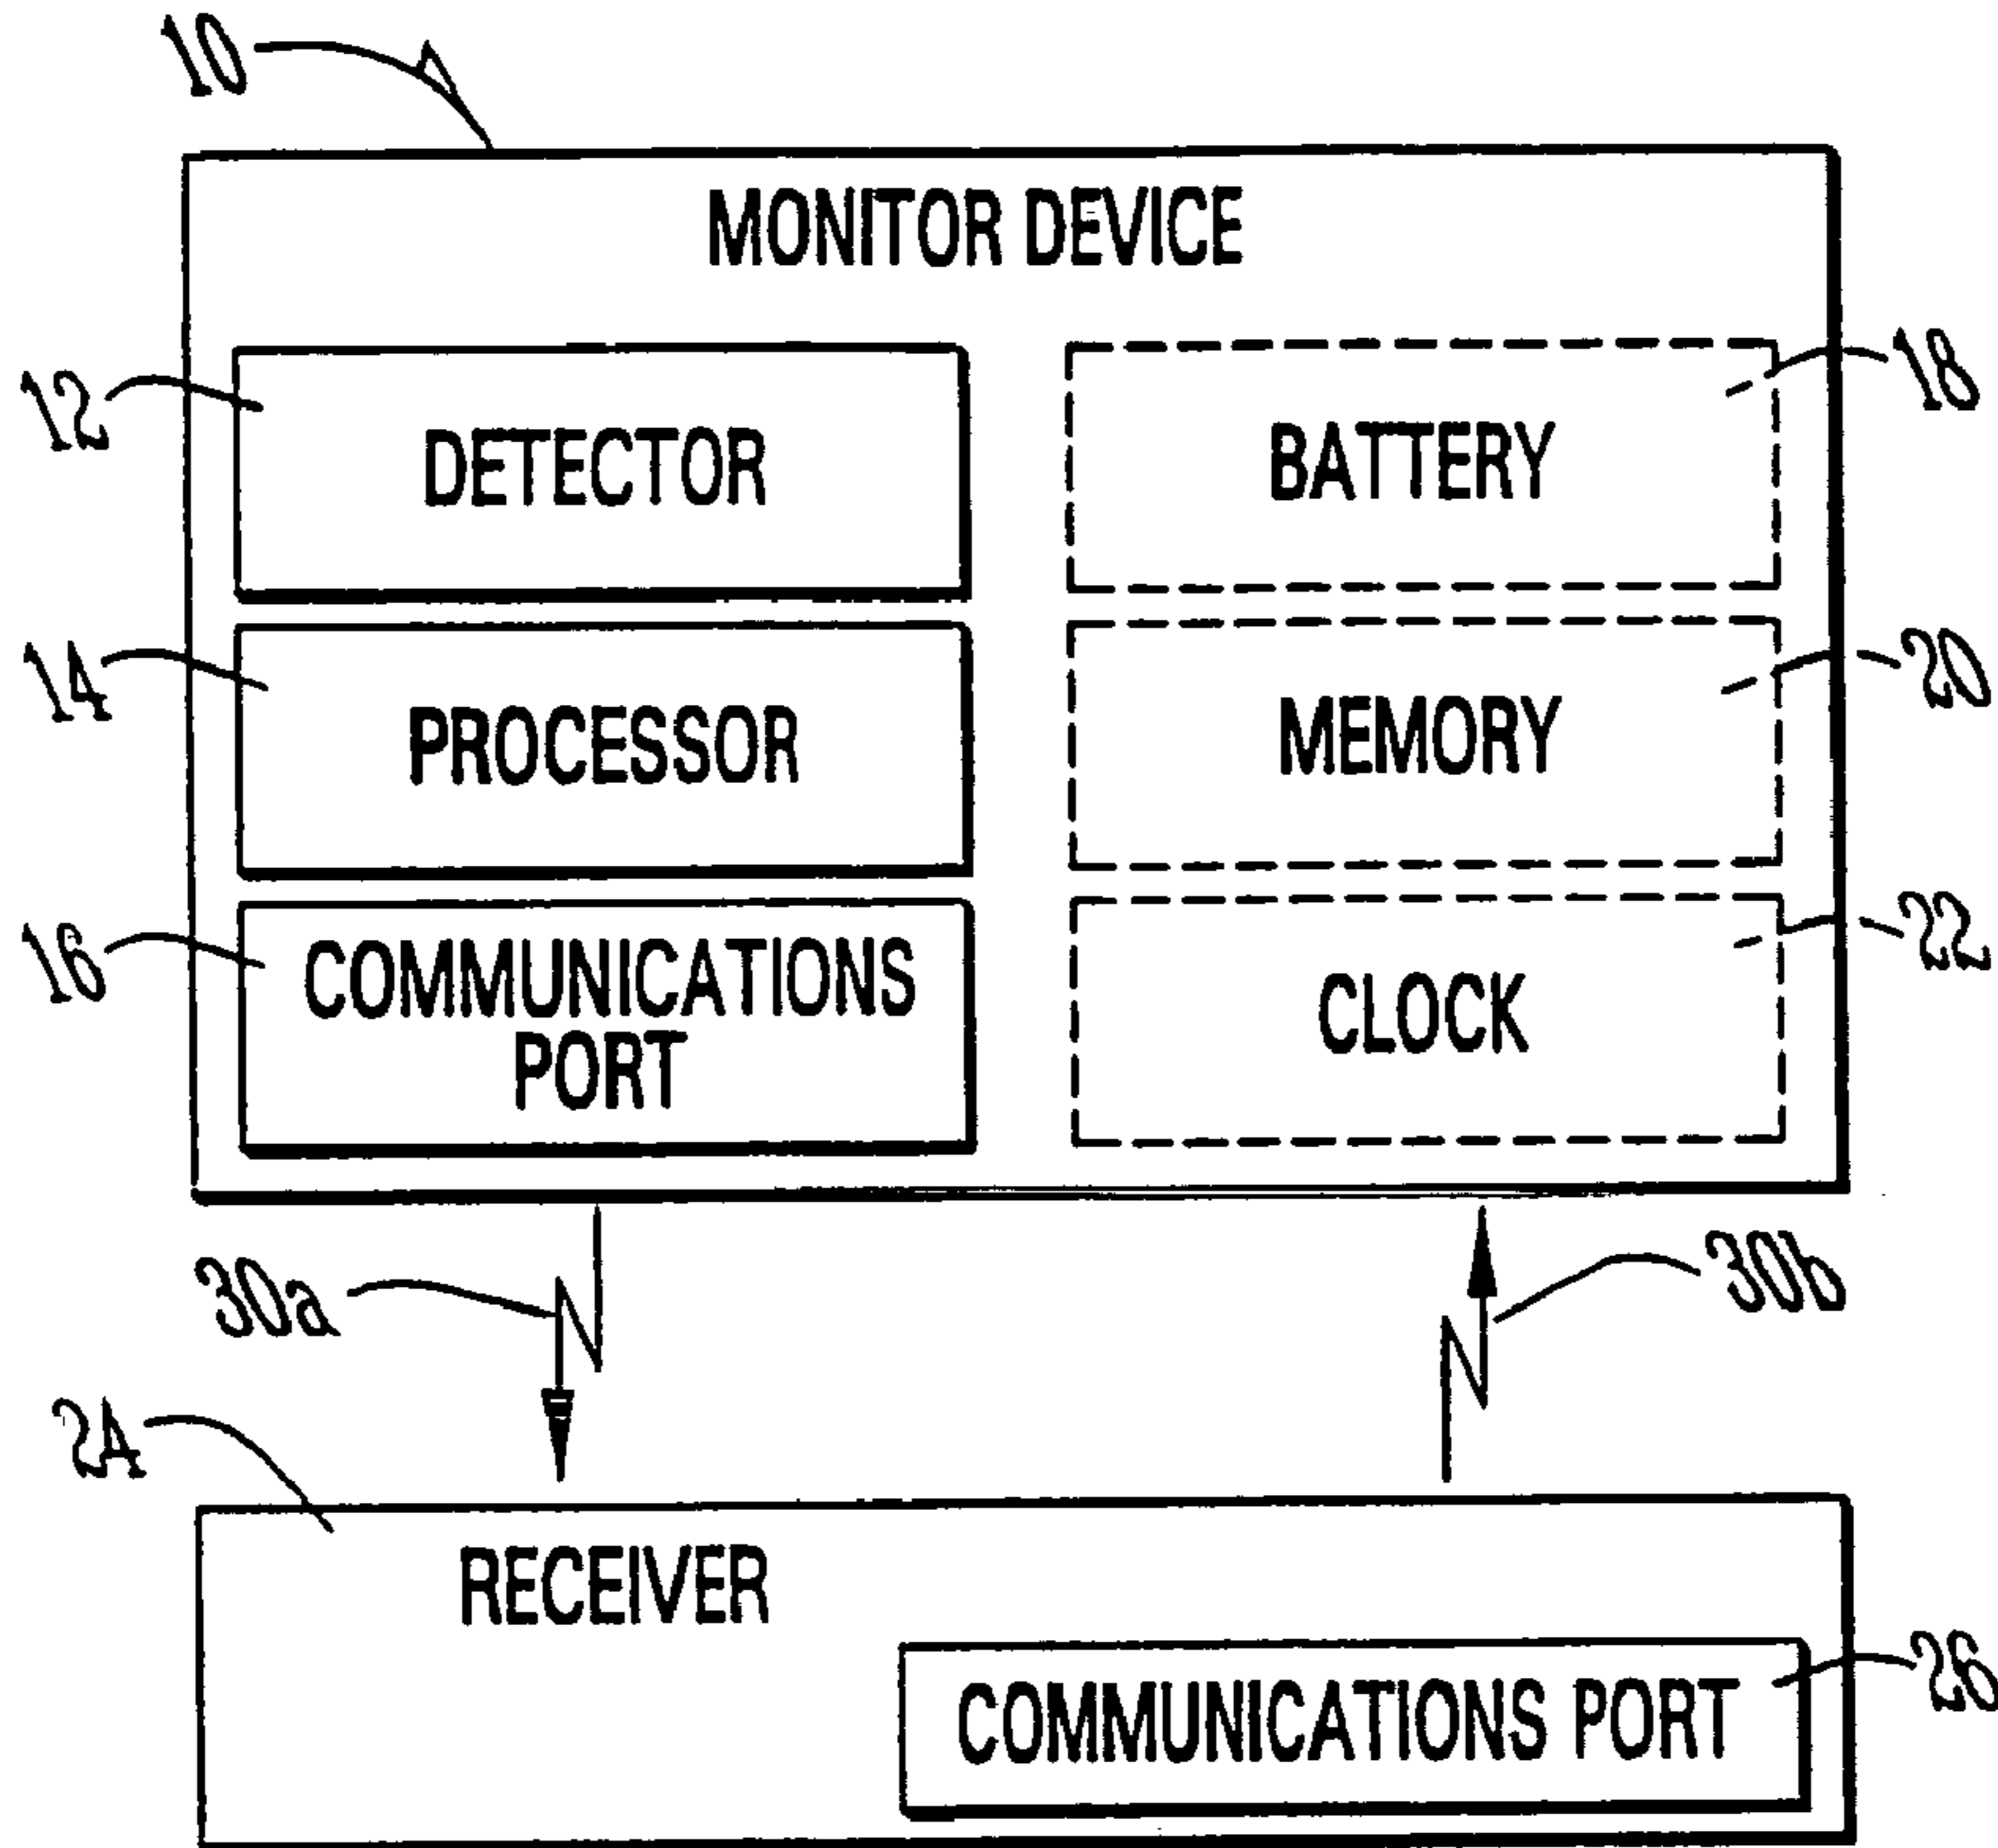 10
MONITOR DEVICE
12
DETECTOR
BATTERY
18
14
PROCESSOR
MEMORY
20
16
COMMUNICATIONS
PORT
CLOCK
22
30a
30b
24
RECEIVER
COMMUNICATIONS PORT
26